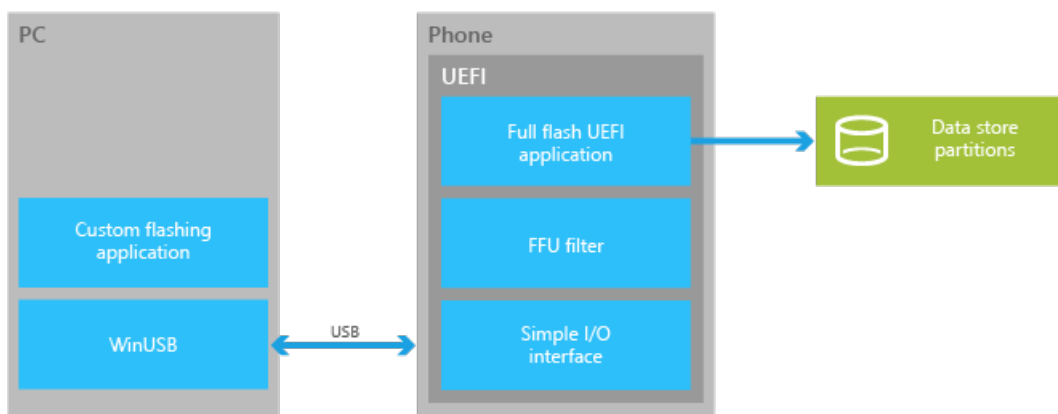 PC
Custom flashing
application
WinUSB
USB
Phone
UEFI
Full flash UEFI
application
FFU filter
Simple I/O
interface
Data store
partitions